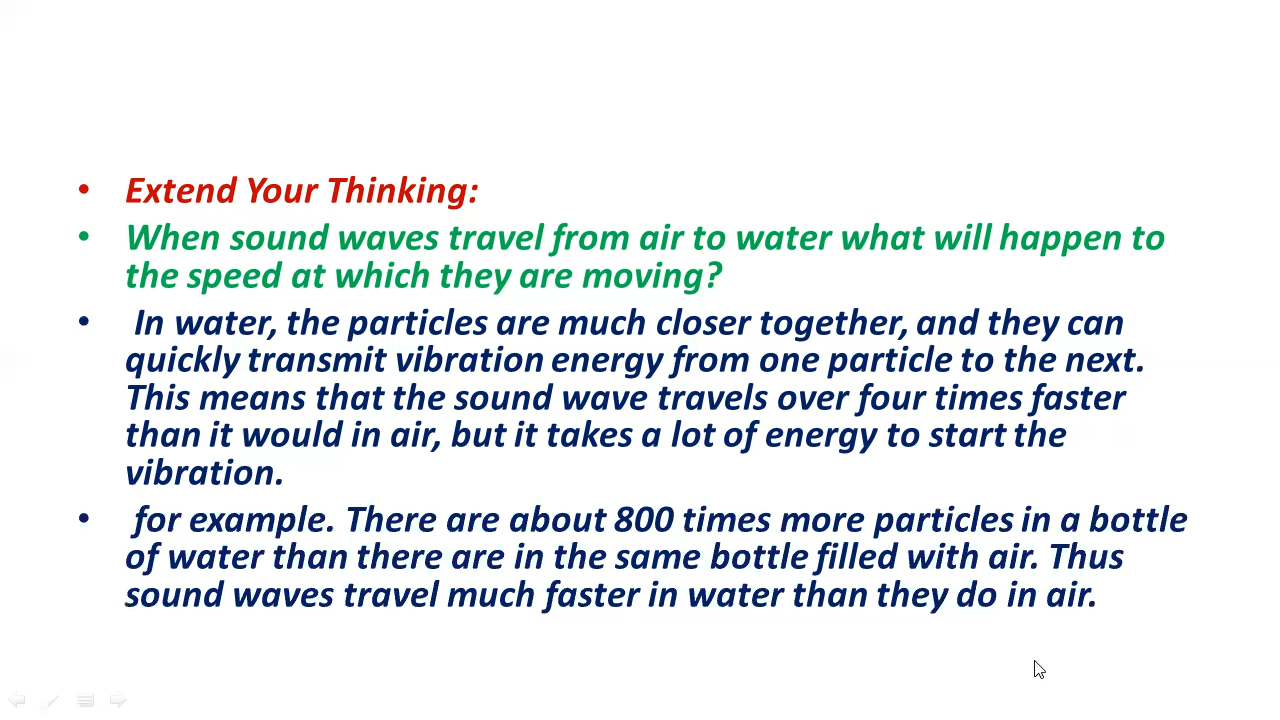 • Extend Your Thinking:
• When sound waves travel from air to water what will happen to
the speed at which they are moving?
• In water, the particles are much closer together, and they can
quickly transmit vibration energy from one particle to the next.
This means that the sound wave travels over four times faster
than it would in air, but it takes a lot of energy to start the
vibration.
• for example. There are about 800 times more particles in a bottle
of water than there are in the same bottle filled with air. Thus
sound waves travel much faster in water than they do in air.